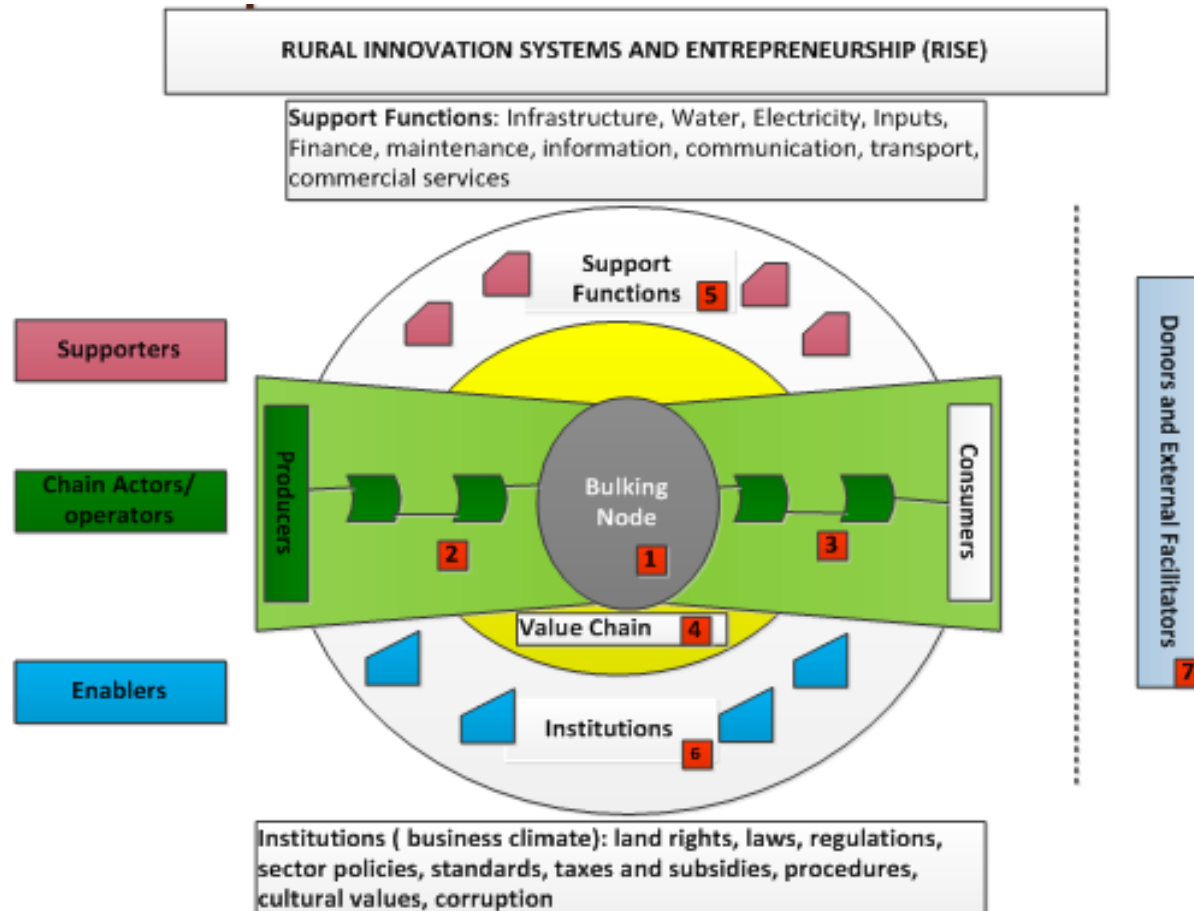 RURAL INNOVATION SYSTEMS AND ENTREPRENEURSHIP (RISE)
Support Functions: Infrastructure, Water, Electricity, Inputs,
Finance, maintenance, information, communication, transport,
commercial services
Support
Functions 5
Supporters
Chain Actors/
operators
Enablers
Producers
2
Bulking
Node
1
3
Consumers
Value Chain 4
Institutions
6
Donors and External Facilitators
7
Institutions ( business climate): land rights, laws, regulations,
sector policies, standards, taxes and subsidies, procedures,
cultural values, corruption